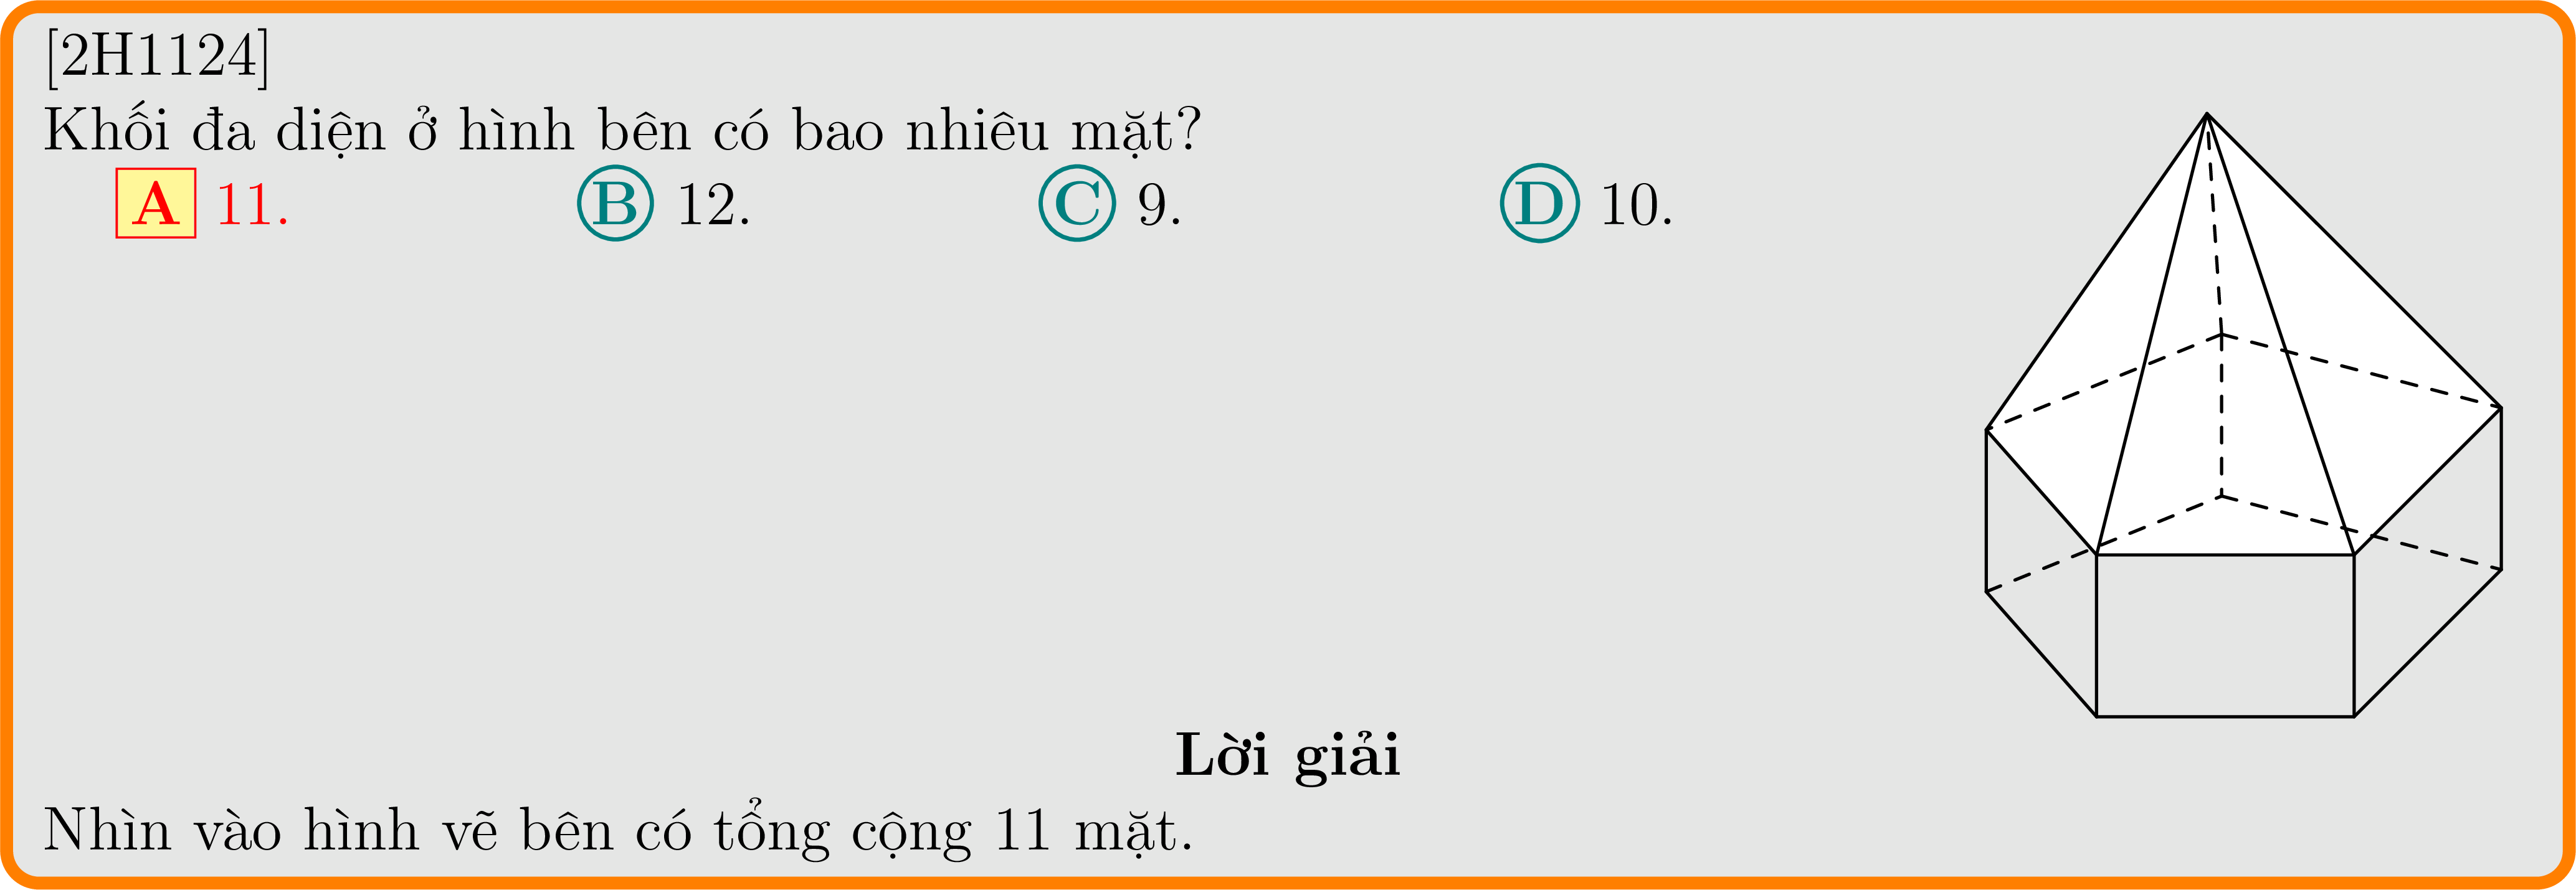 [2H1124]
Khối đa diện ở hình bên có bao nhiêu mặt?
A 11. B 12. C 9. D 10.
Lời giải
Nhìn vào hình vẽ bên có tổng cộng 11 mặt.